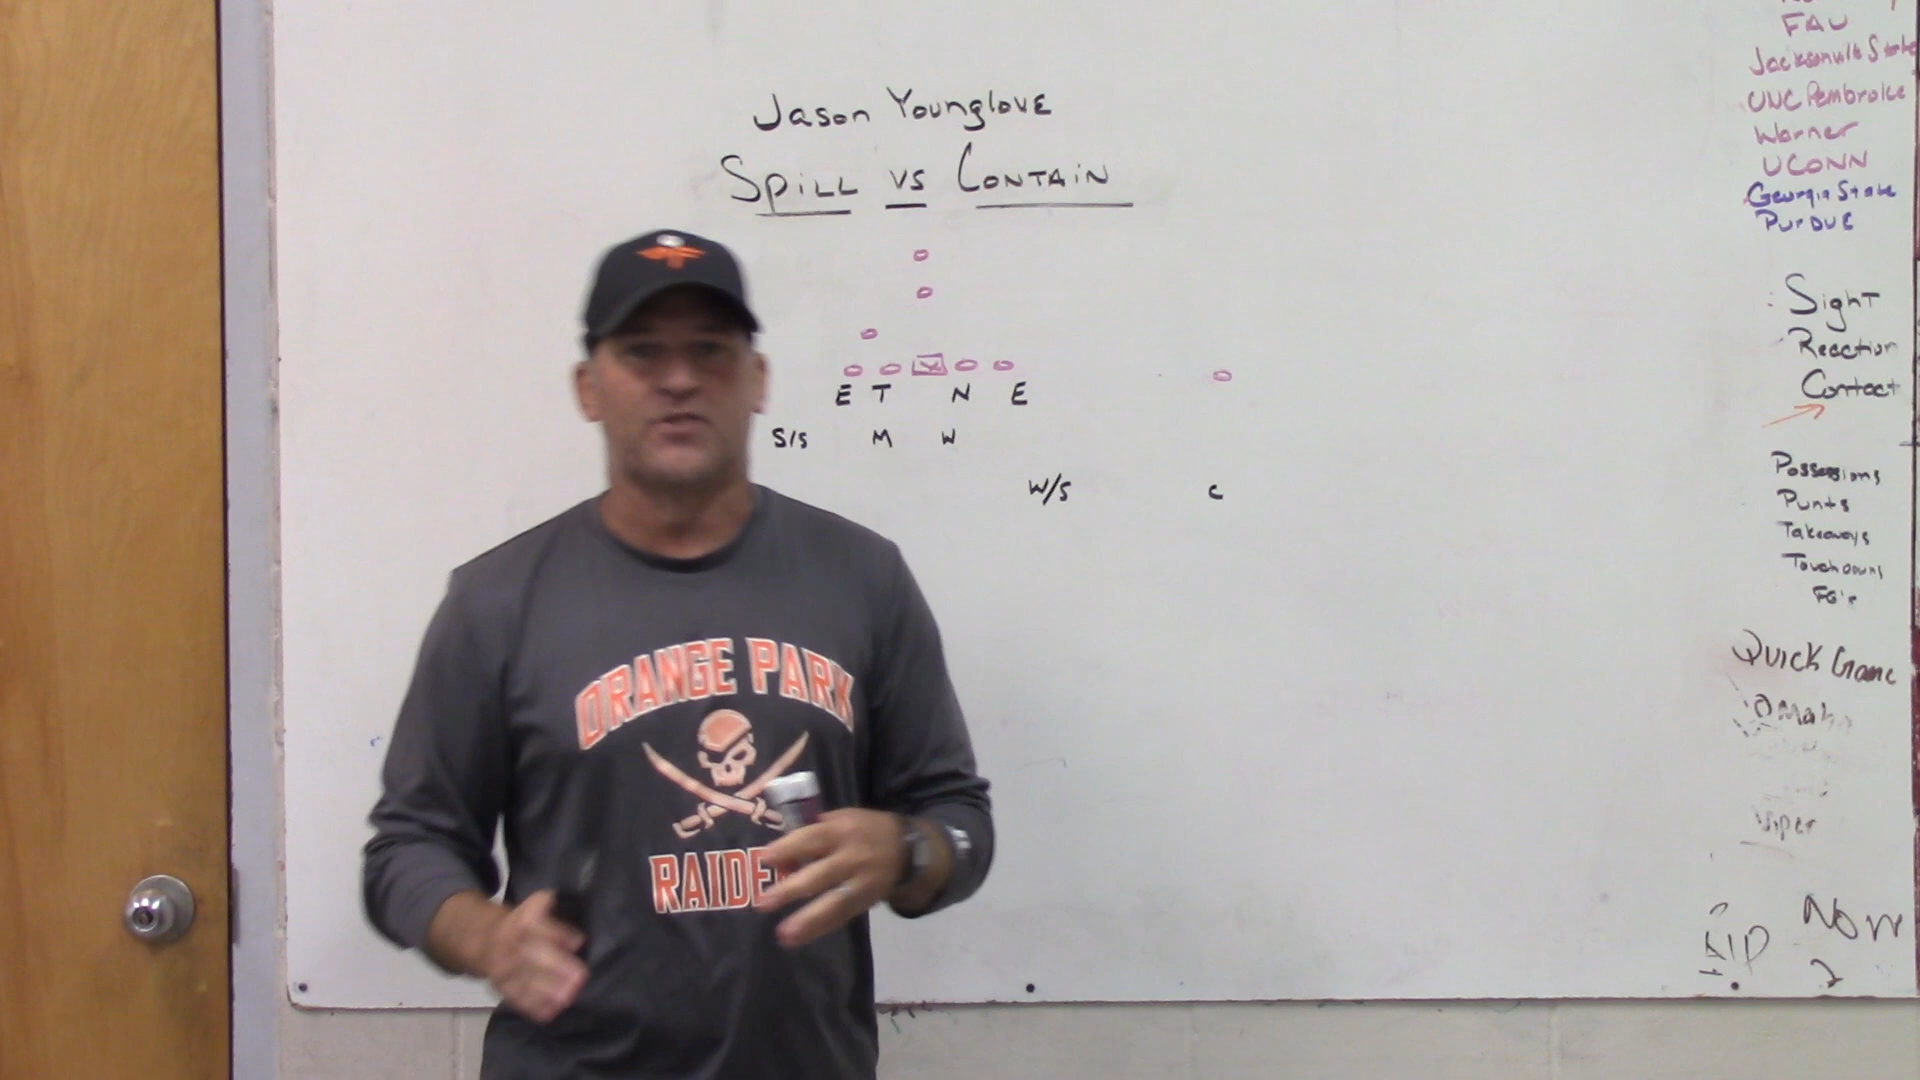 Jason Younglove
Spill vs Contain
E T N E
S/S M W
W/S C
ORANGE PARK
RAIDE
FAU
Jacksonville State
UNC Pembroke
Warner
UCONN
Georgia State
Purdue
Sight
Reaction
Contact
Possessions
Punts
Takeaways
Touchdowns
FG's
Quick Game
Viper